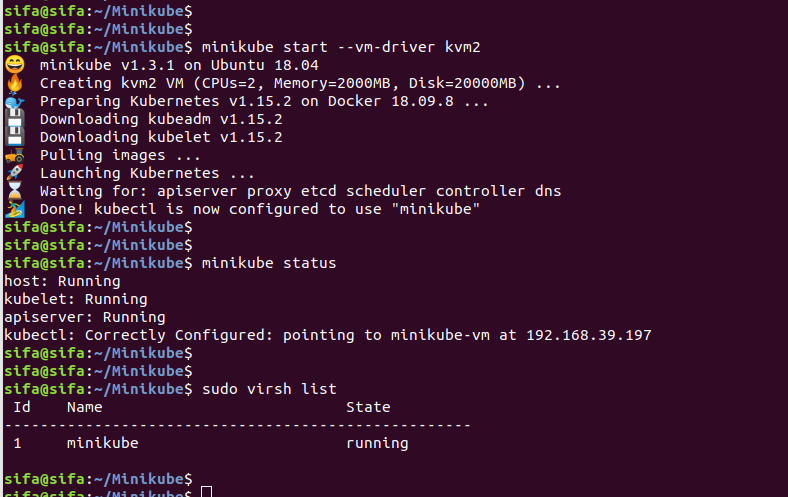 sifa@sifa:~/Minikube$
sifa@sifa:~/Minikube$
sifa@sifa:~/Minikube$ minikube start --vm-driver kvm2
😄 minikube v1.3.1 on Ubuntu 18.04
🔥 Creating kvm2 VM (CPUs=2, Memory=2000MB, Disk=20000MB) ...
🐳 Preparing Kubernetes v1.15.2 on Docker 18.09.8 ...
💾 Downloading kubeadm v1.15.2
💾 Downloading kubelet v1.15.2
🚜 Pulling images ...
🚀 Launching Kubernetes ...
⌛ Waiting for: apiserver proxy etcd scheduler controller dns
🏄 Done! kubectl is now configured to use "minikube"
sifa@sifa:~/Minikube$
sifa@sifa:~/Minikube$
sifa@sifa:~/Minikube$ minikube status
host: Running
kubelet: Running
apiserver: Running
kubectl: Correctly Configured: pointing to minikube-vm at 192.168.39.197
sifa@sifa:~/Minikube$
sifa@sifa:~/Minikube$
sifa@sifa:~/Minikube$ sudo virsh list
 Id    Name                           State
----------------------------------------------------
 1     minikube                       running

sifa@sifa:~/Minikube$
sifa@sifa:~/Minikube$